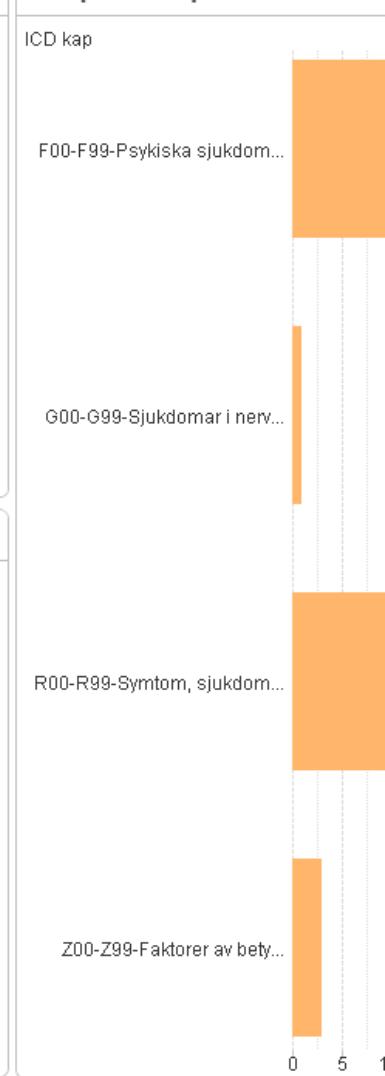 ICD kap
F00-F99-Psykiska sjukdom...
G00-G99-Sjukdomar i nerv...
R00-R99-Symtom, sjukdom...
Z00-Z99-Faktorer av bety...
0 5